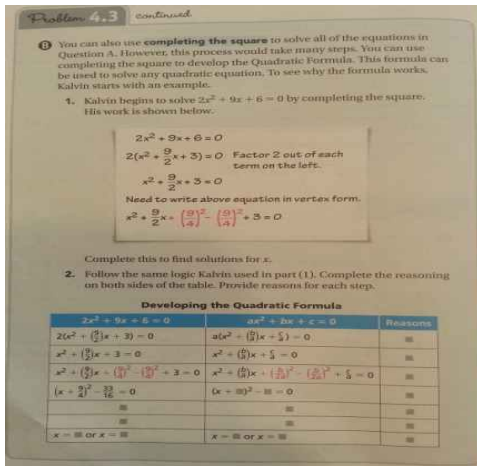 Problem 4.3 continued
B You can also use completing the square to solve all of the equations in
Question A. However, this process would take many steps. You can use
completing the square to develop the Quadratic Formula. This formula can
be used to solve any quadratic equation. To see why the formula works,
Kalvin starts with an example.
1. Kalvin begins to solve 2x² + 9x + 6 = 0 by completing the square.
His work is shown below.
2x² + 9x + 6 = 0
2(x² + 9/2 x + 3) = 0 Factor 2 out of each
term on the left.
x² + 9/2 x + 3 = 0
Need to write above equation in vertex form.
x² + 9/2 x + (9/4)² - (9/4)² + 3 = 0
Complete this to find solutions for x.
2. Follow the same logic Kalvin used in part (1). Complete the reasoning
on both sides of the table. Provide reasons for each step.
Developing the Quadratic Formula
2x² + 9x + 6 = 0 ax² + bx + c = 0 Reasons
2(x² + (9/2)x + 3) = 0 a(x² + (b/a)x + c/a) = 0
x² + (9/2)x + 3 = 0 x² + (b/a)x + c/a = 0
x² + (9/2)x + (9/4)² - (9/4)² + 3 = 0 x² + (b/a)x + (b/2a)² - (b/2a)² + c/a = 0
(x + 9/4)² - 33/16 = 0 (x + ■)² - ■ = 0
x = ■ or x = ■ x = ■ or x = ■